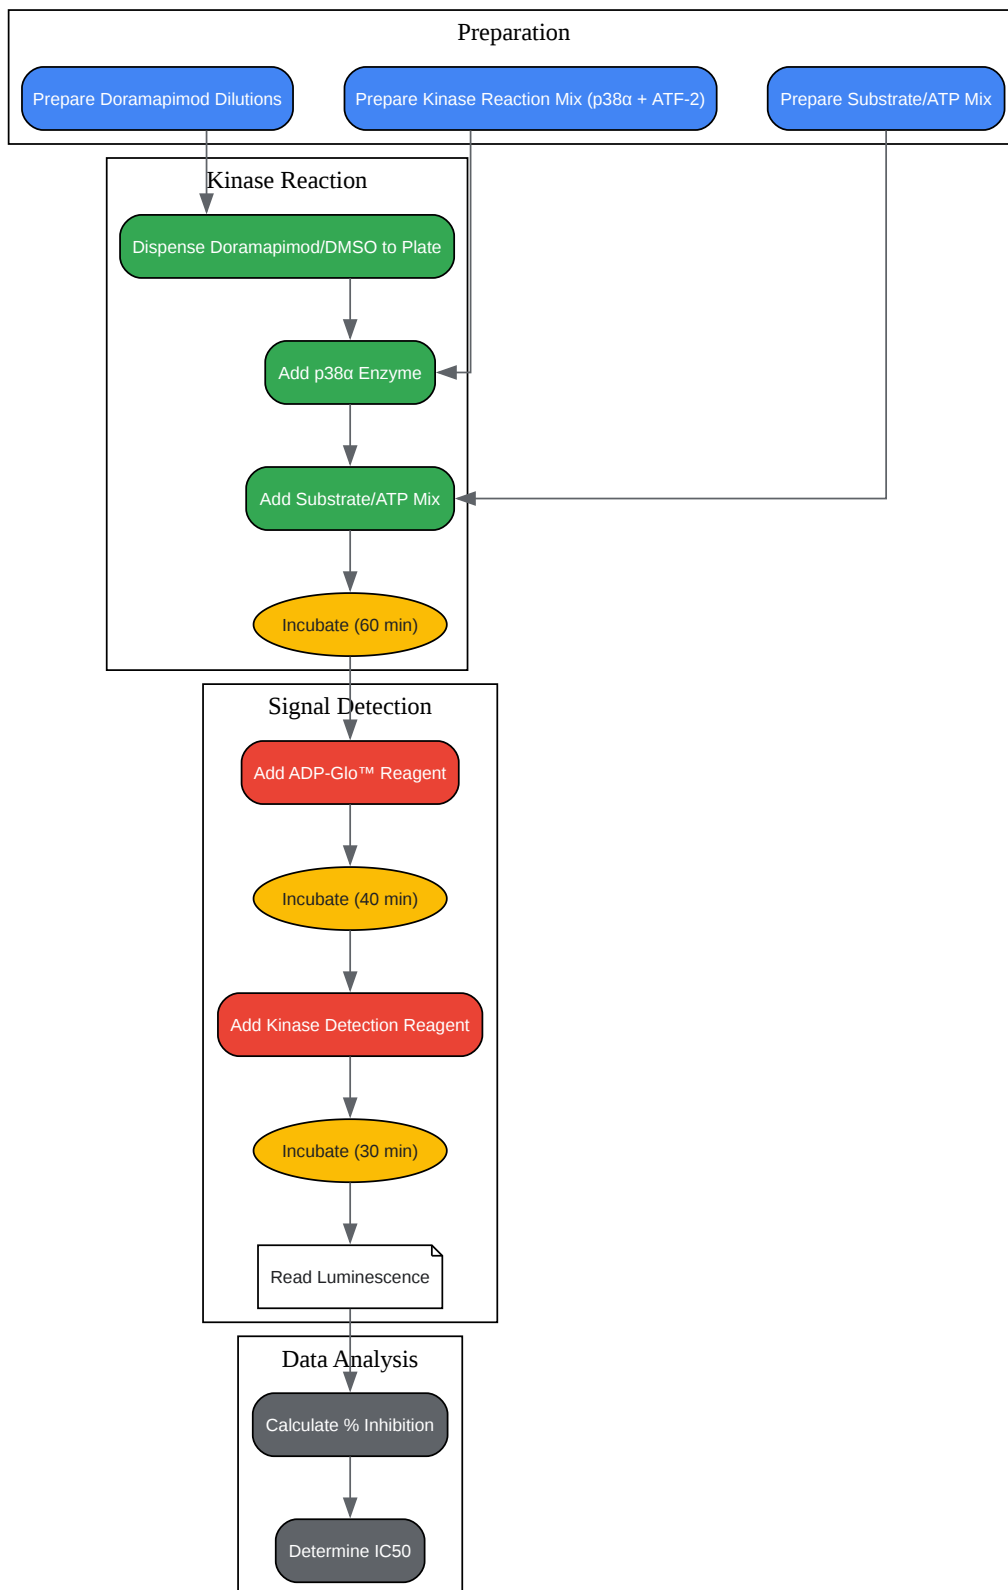 Preparation
Prepare Doramapimod Dilutions
Prepare Kinase Reaction Mix (p38α + ATF-2)
Prepare Substrate/ATP Mix
Kinase Reaction
Dispense Doramapimod/DMSO to Plate
Add p38α Enzyme
Add Substrate/ATP Mix
Incubate (60 min)
Signal Detection
Add ADP-Glo™ Reagent
Incubate (40 min)
Add Kinase Detection Reagent
Incubate (30 min)
Read Luminescence
Data Analysis
Calculate % Inhibition
Determine IC50